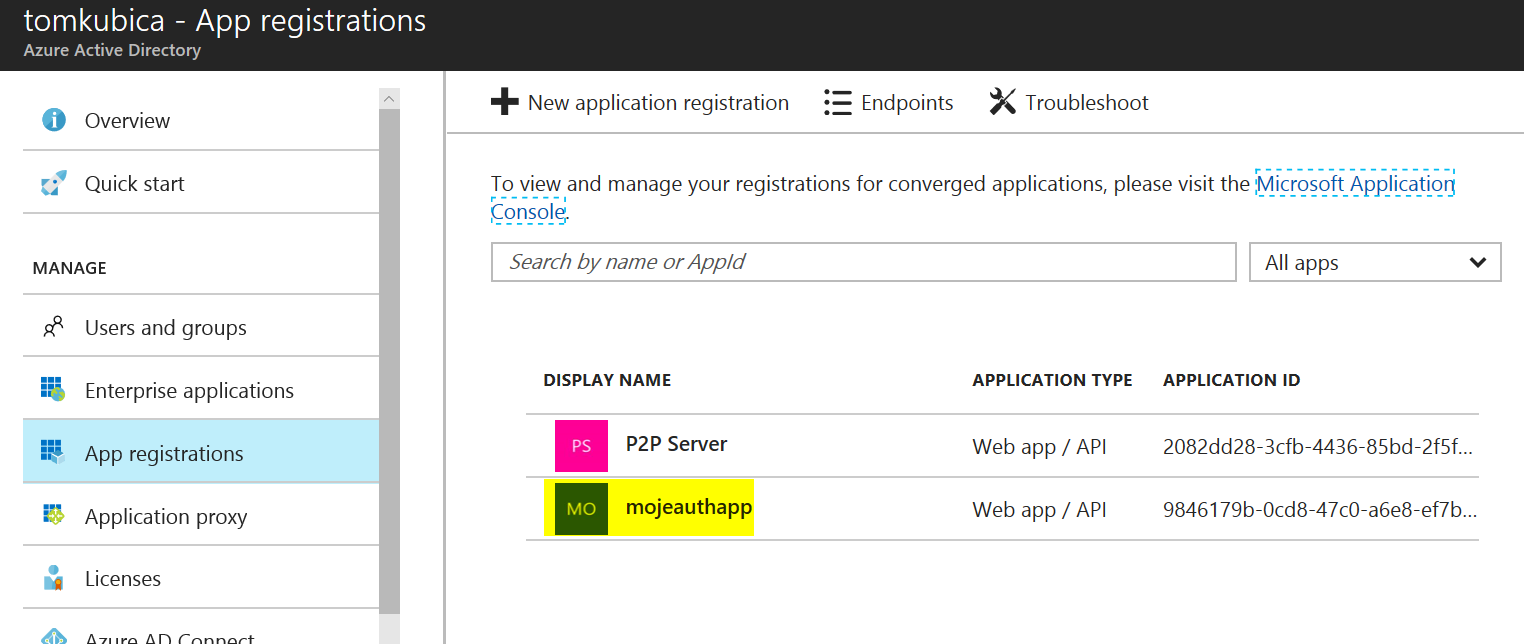 tomkubica - App registrations
Azure Active Directory
Overview
Quick start
MANAGE
Users and groups
Enterprise applications
App registrations
Application proxy
Licenses
Azure AD Connect
New application registration
Endpoints
Troubleshoot
To view and manage your registrations for converged applications, please visit the Microsoft Application
Console.
Search by name or AppId
All apps
DISPLAY NAME APPLICATION TYPE APPLICATION ID
PS P2P Server Web app / API 2082dd28-3cfb-4436-85bd-2f5f...
MO mojeauthapp Web app / API 9846179b-0cd8-47c0-a6e8-ef7b...